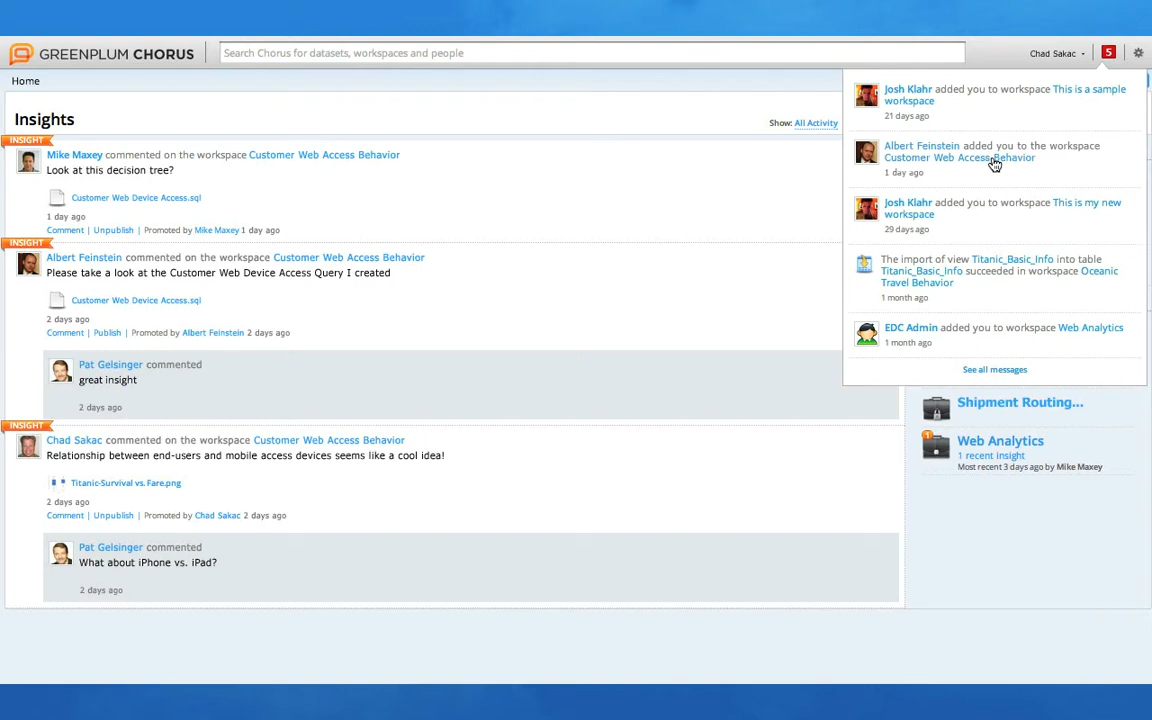 GREENPLUM CHORUS
Search Chorus for datasets, workspaces and people
Chad Sakac
5
Home
Insights
Show: All Activity
INSIGHT
Mike Maxey commented on the workspace Customer Web Access Behavior
Look at this decision tree?
Customer Web Device Access.sql
1 day ago
Comment | Unpublish | Promoted by Mike Maxey 1 day ago
INSIGHT
Albert Feinstein commented on the workspace Customer Web Access Behavior
Please take a look at the Customer Web Device Access Query I created
Customer Web Device Access.sql
2 days ago
Comment | Publish | Promoted by Albert Feinstein 2 days ago
Pat Gelsinger commented
great insight
2 days ago
INSIGHT
Chad Sakac commented on the workspace Customer Web Access Behavior
Relationship between end-users and mobile access devices seems like a cool idea!
Titanic-Survival vs. Fare.png
2 days ago
Comment | Unpublish | Promoted by Chad Sakac 2 days ago
Pat Gelsinger commented
What about iPhone vs. iPad?
2 days ago
Josh Klahr added you to workspace This is a sample
workspace
21 days ago
Albert Feinstein added you to the workspace
Customer Web Access Behavior
1 day ago
Josh Klahr added you to workspace This is my new
workspace
29 days ago
The import of view Titanic_Basic_Info into table
Titanic_Basic_Info succeeded in workspace Oceanic
Travel Behavior
1 month ago
EDC Admin added you to workspace Web Analytics
1 month ago
See all messages
Shipment Routing...
1
Web Analytics
1 recent insight
Most recent 3 days ago by Mike Maxey